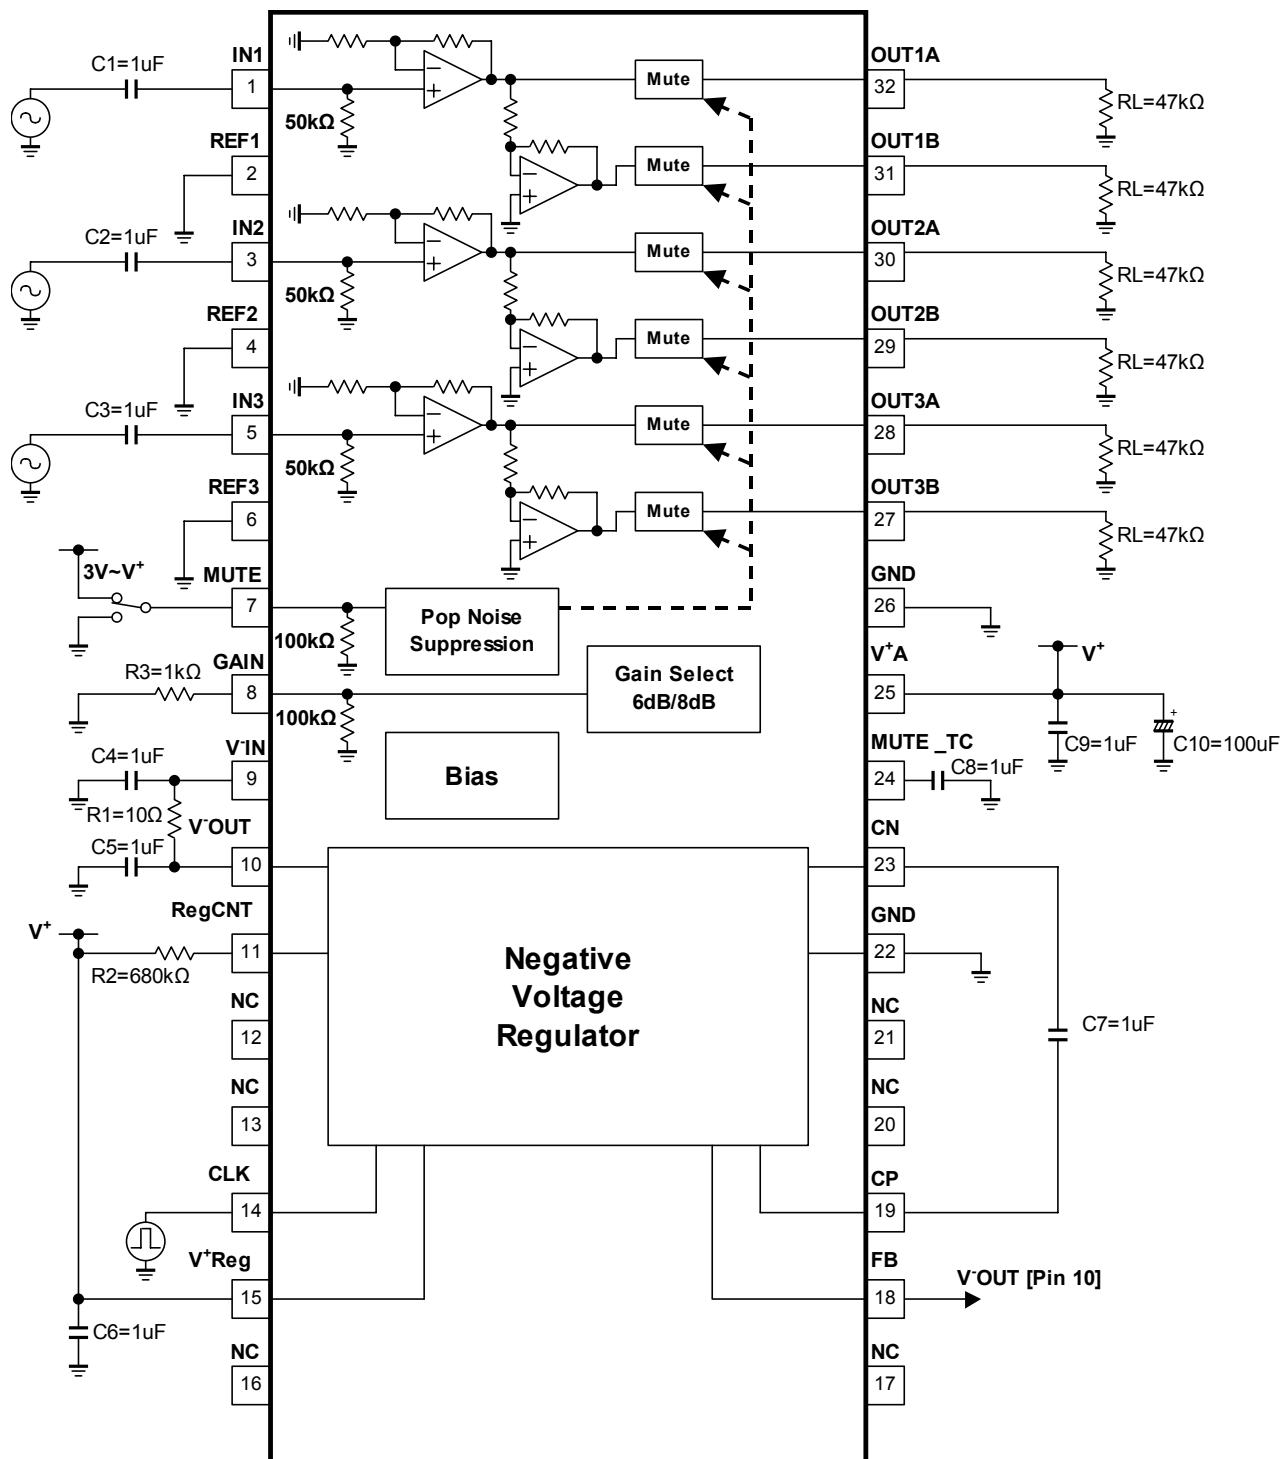 IN1
C1=1uF
1
50kΩ
REF1
2
IN2
C2=1uF
3
50kΩ
REF2
4
IN3
C3=1uF
5
50kΩ
REF3
6
3V~V⁺
MUTE
7
100kΩ
Pop Noise
Suppression
GAIN
R3=1kΩ
8
100kΩ
Gain Select
6dB/8dB
V⁻IN
C4=1uF
9
R1=10Ω
V⁻OUT
C5=1uF
10
Bias
RegCNT
V⁺
11
R2=680kΩ
NC
12
NC
13
CLK
14
V⁺Reg
15
C6=1uF
NC
16
Negative
Voltage
Regulator
Mute
Mute
Mute
Mute
Mute
Mute
OUT1A
32
RL=47kΩ
OUT1B
31
RL=47kΩ
OUT2A
30
RL=47kΩ
OUT2B
29
RL=47kΩ
OUT3A
28
RL=47kΩ
OUT3B
27
RL=47kΩ
GND
26
V⁺A
V⁺
25
C9=1uF
+
C10=100uF
MUTE _TC
C8=1uF
24
CN
23
GND
22
NC
21
C7=1uF
NC
20
CP
19
FB
18
V⁻OUT [Pin 10]
NC
17